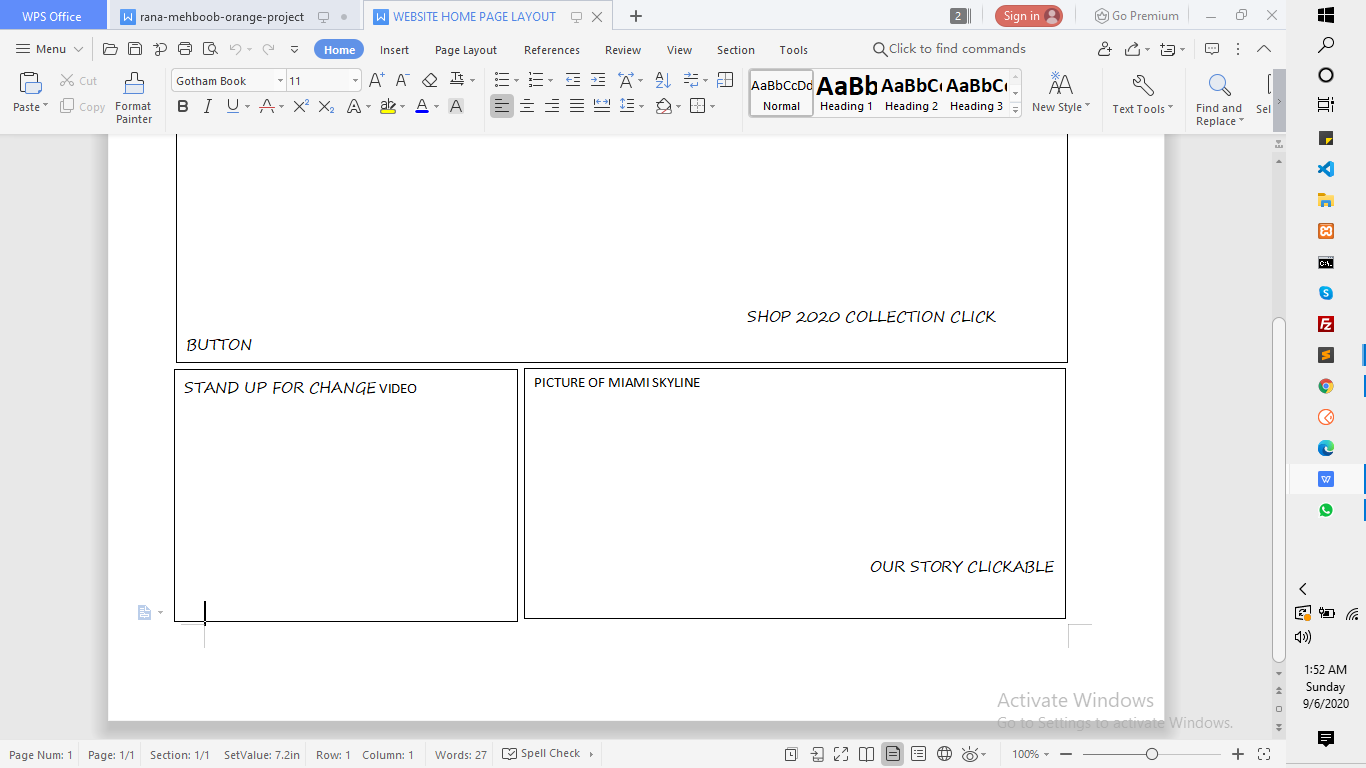 WPS Office
rana-mehboob-orange-project
WEBSITE HOME PAGE LAYOUT
2
Sign in
Go Premium
Menu
Home
Insert
Page Layout
References
Review
View
Section
Tools
Click to find commands
Paste
Cut
Copy
Format
Painter
Gotham Book
11
AaBbCcDd
Normal
AaBb
Heading 1
AaBbC
Heading 2
AaBbC
Heading 3
New Style
Text Tools
Find and
Replace
Sel
SHOP 2020 COLLECTION CLICK
BUTTON
STAND UP FOR CHANGE VIDEO
PICTURE OF MIAMI SKYLINE
OUR STORY CLICKABLE
Activate Windows
Go to Settings to activate Windows.
Page Num: 1
Page: 1/1
Section: 1/1
SetValue: 7.2in
Row: 1
Column: 1
Words: 27
Spell Check
100%
1:52 AM
Sunday
9/6/2020